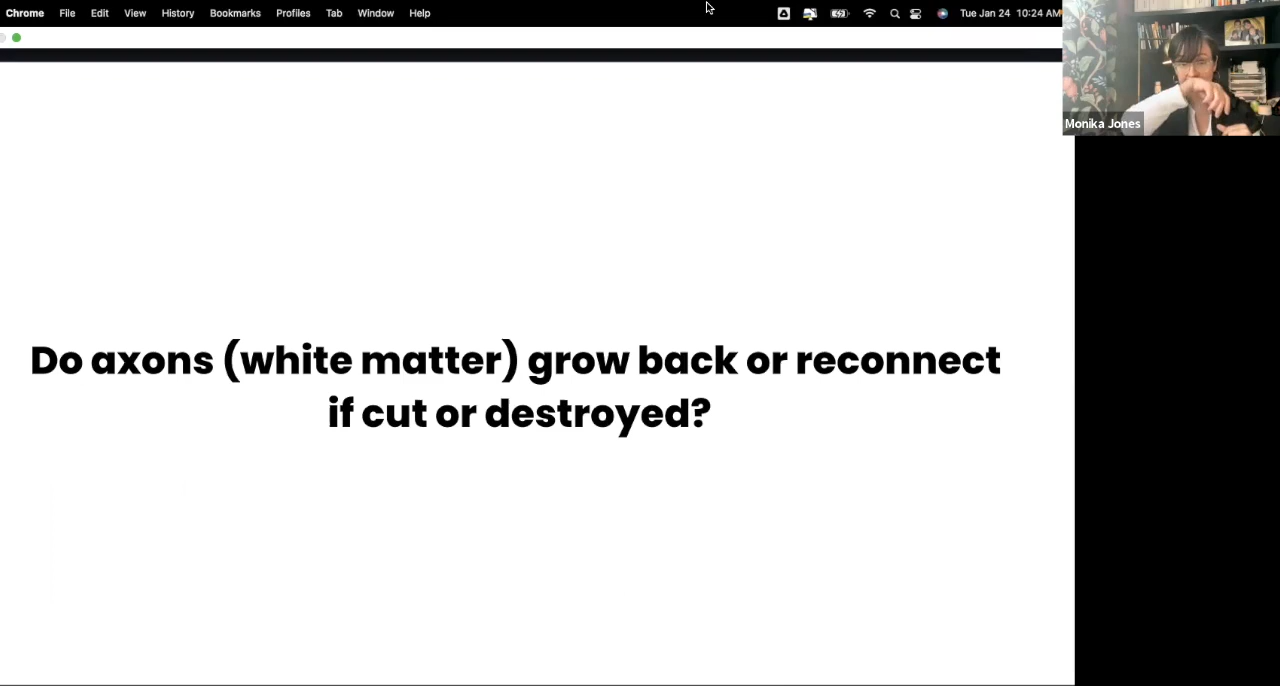 Chrome File Edit View History Bookmarks Profiles Tab Window Help Tue Jan 24 10:24 AM
Monika Jones
Do axons (white matter) grow back or reconnect
if cut or destroyed?